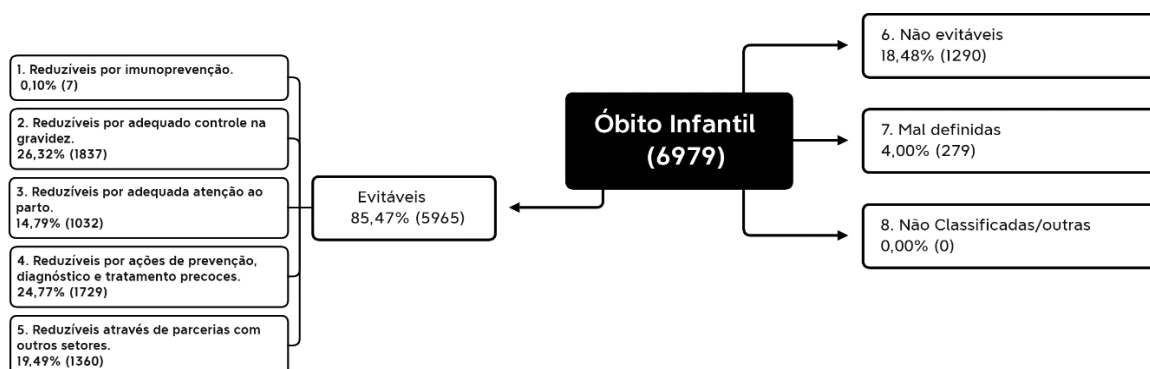 1. Reduzíveis por imunoprevenção.
0,10% (7)
2. Reduzíveis por adequado controle na
gravidez.
26,32% (1837)
3. Reduzíveis por adequada atenção ao
parto.
14,79% (1032)
4. Reduzíveis por ações de prevenção,
diagnóstico e tratamento precoces.
24,77% (1729)
5. Reduzíveis através de parcerias com
outros setores.
19,49% (1360)
Evitáveis
85,47% (5965)
Óbito Infantil
(6979)
6. Não evitáveis
18,48% (1290)
7. Mal definidas
4,00% (279)
8. Não Classificadas/outras
0,00% (0)